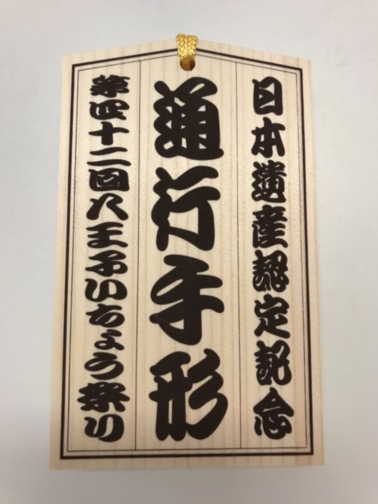 日本遺産認定記念
通行手形
第四十二回八王子いちょう祭り